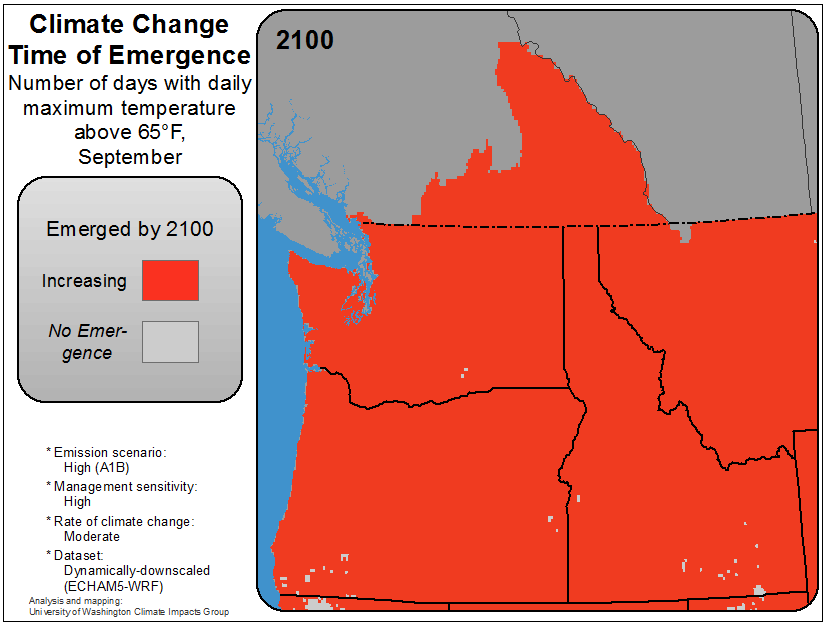 Climate Change
Time of Emergence
Number of days with daily
maximum temperature
above 65°F,
September
Emerged by 2100
Increasing
No Emer-
gence
* Emission scenario:
High (A1B)
* Management sensitivity:
High
* Rate of climate change:
Moderate
* Dataset:
Dynamically-downscaled
(ECHAM5-WRF)
Analysis and mapping:
University of Washington Climate Impacts Group
2100